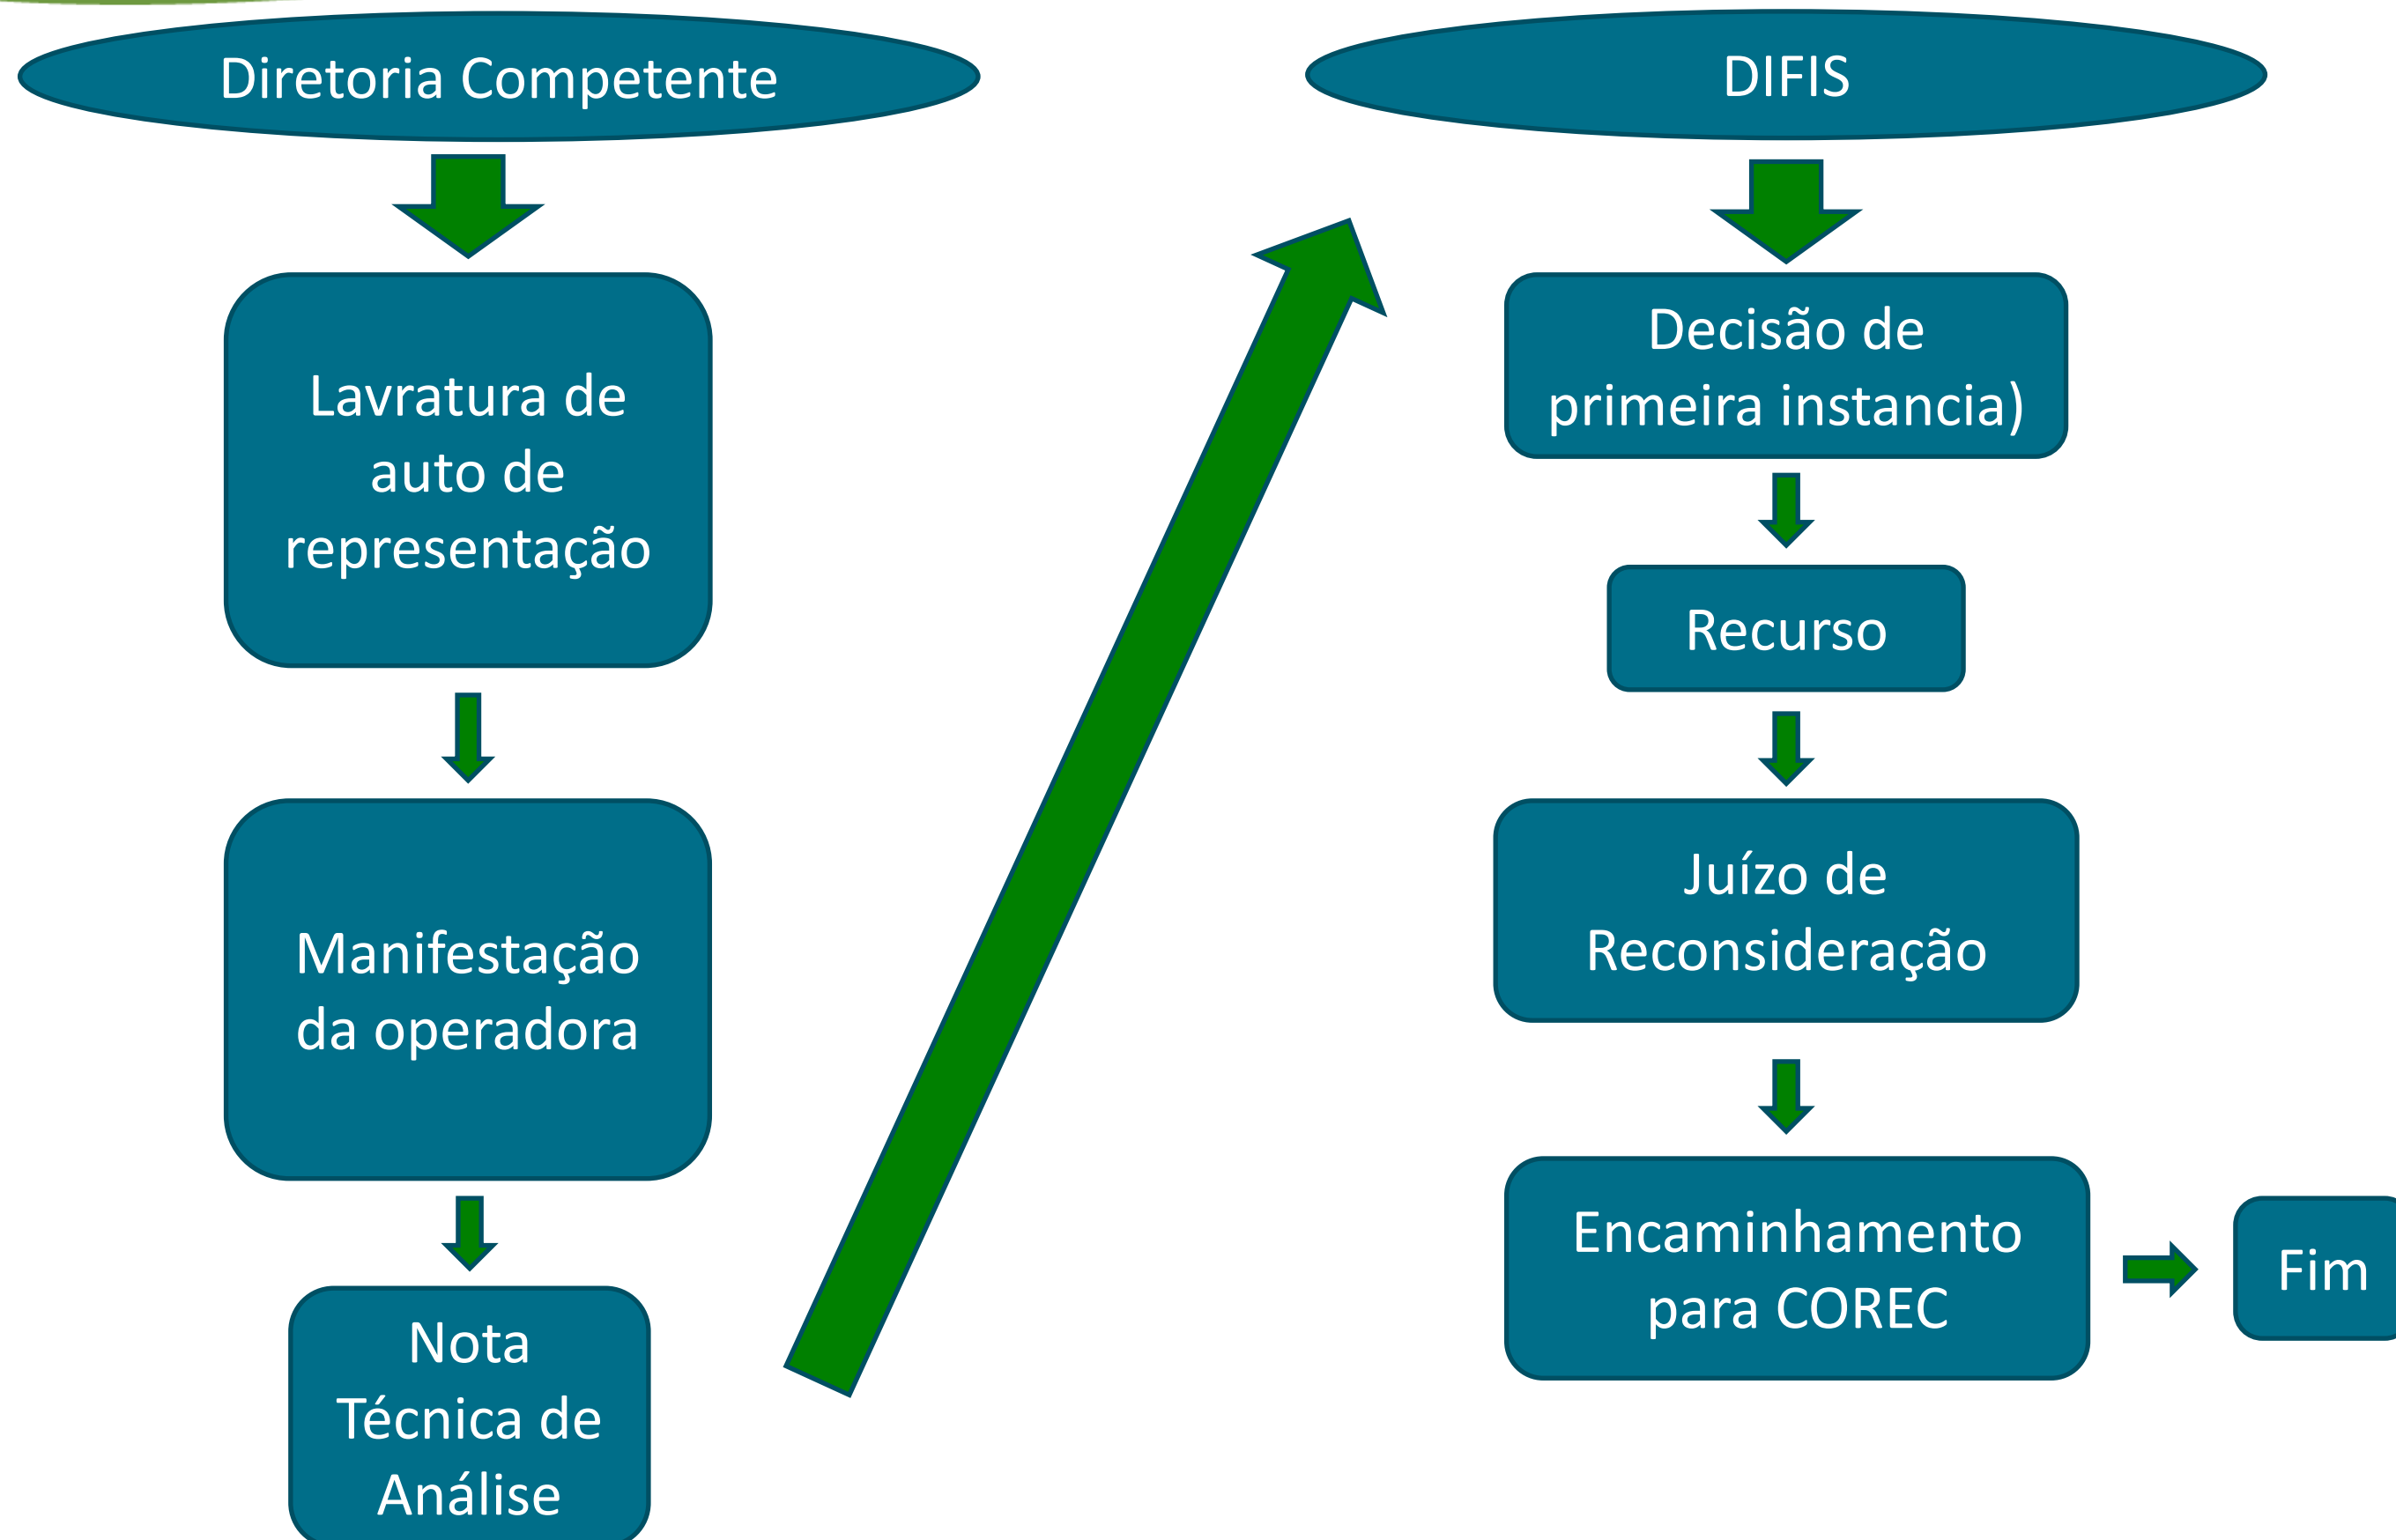 Diretoria Competente
Lavratura de
auto de
representação
Manifestação
da operadora
Nota
Técnica de
Análise
DIFIS
Decisão de
primeira instancia)
Recurso
Juízo de
Reconsideração
Encaminhamento
para COREC
Fim